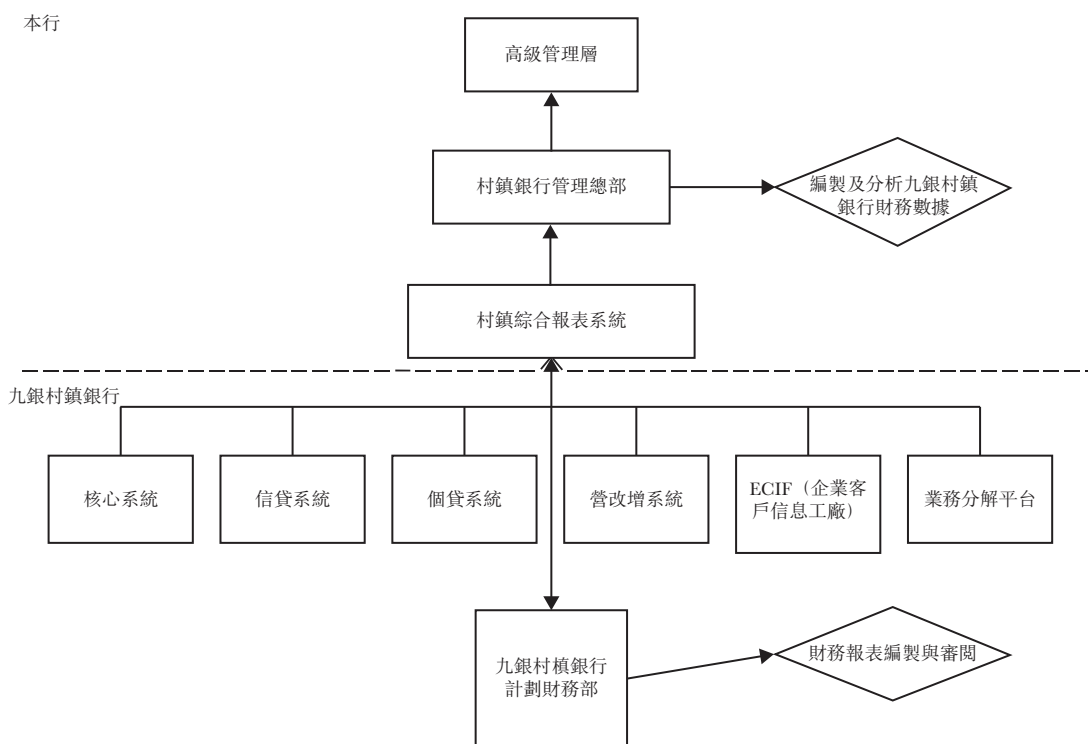 本行
高級管理層
村鎮銀行管理總部
編製及分析九銀村鎮
銀行財務數據
村鎮綜合報表系統
九銀村鎮銀行
核心系統
信貸系統
個貸系統
營改增系統
ECIF（企業客
戶信息工廠）
業務分解平台
九銀村槙銀行
計劃財務部
財務報表編製與審閱